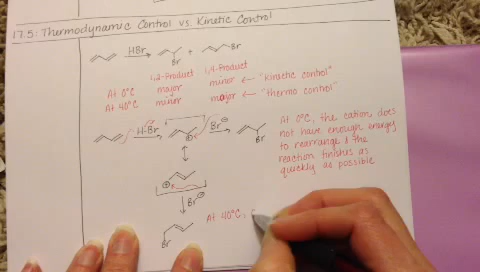 17.5: Thermodynamic Control vs. Kinetic Control
HBr
+
Br
Br
1,2-Product
1,4-Product
At 0°C
major
minor ← "kinetic control"
At 40°C
minor
major ← "thermo control"
H-Br
Br⊖
Br
⊕
⊕
Br⊖
Br
At 0°C, the cation does
not have enough energy
to rearrange & the
reaction finishes as
quickly as possible
At 40°C,